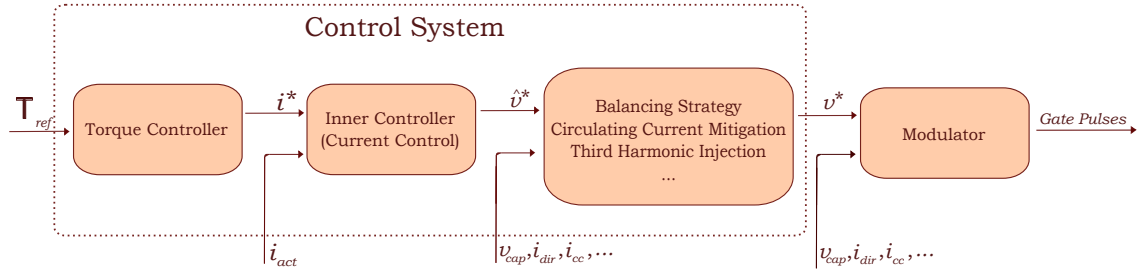 Control System
T_ref
Torque Controller
i*
Inner Controller
(Current Control)
v̂*
Balancing Strategy
Circulating Current Mitigation
Third Harmonic Injection
...
v*
Modulator
Gate Pulses
i_act
v_cap,i_dir,i_cc,...
v_cap,i_dir,i_cc,...